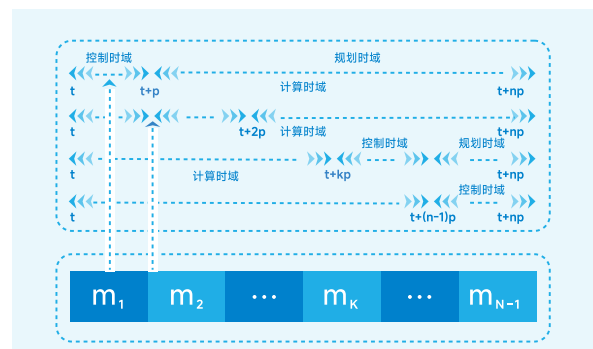 控制时域 规划时域
t t+p 计算时域 t+np
t t+2p 计算时域 t+np
控制时域 规划时域
t 计算时域 t+kp t+np
控制时域
t t+(n-1)p t+np
m1 m2 ··· mK ··· mN-1